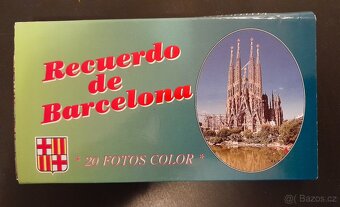 Recuerdo
de
Barcelona
* 20 FOTOS COLOR *
Bazos.cz